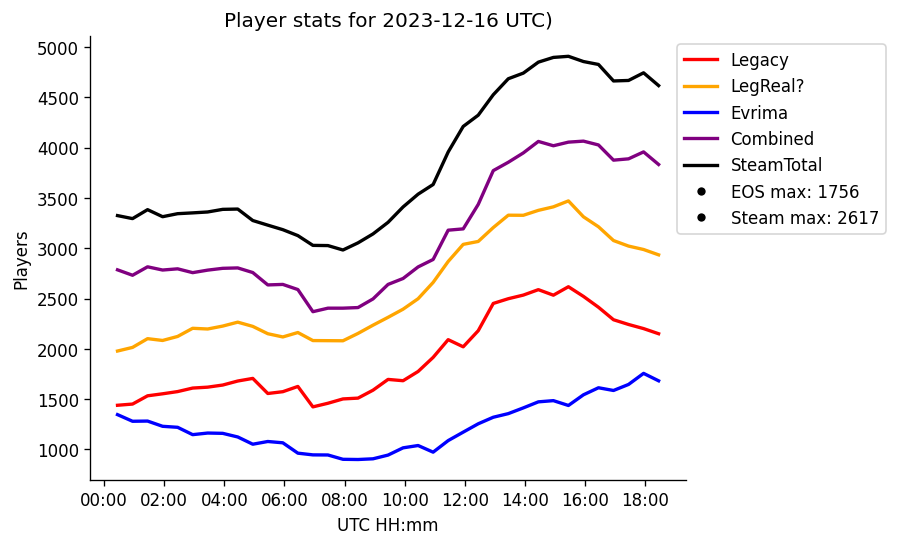 Player stats for 2023-12-16 UTC)
Players
5000
4500
4000
3500
3000
2500
2000
1500
1000
00:00 02:00 04:00 06:00 08:00 10:00 12:00 14:00 16:00 18:00
UTC HH:mm
Legacy
LegReal?
Evrima
Combined
SteamTotal
EOS max: 1756
Steam max: 2617